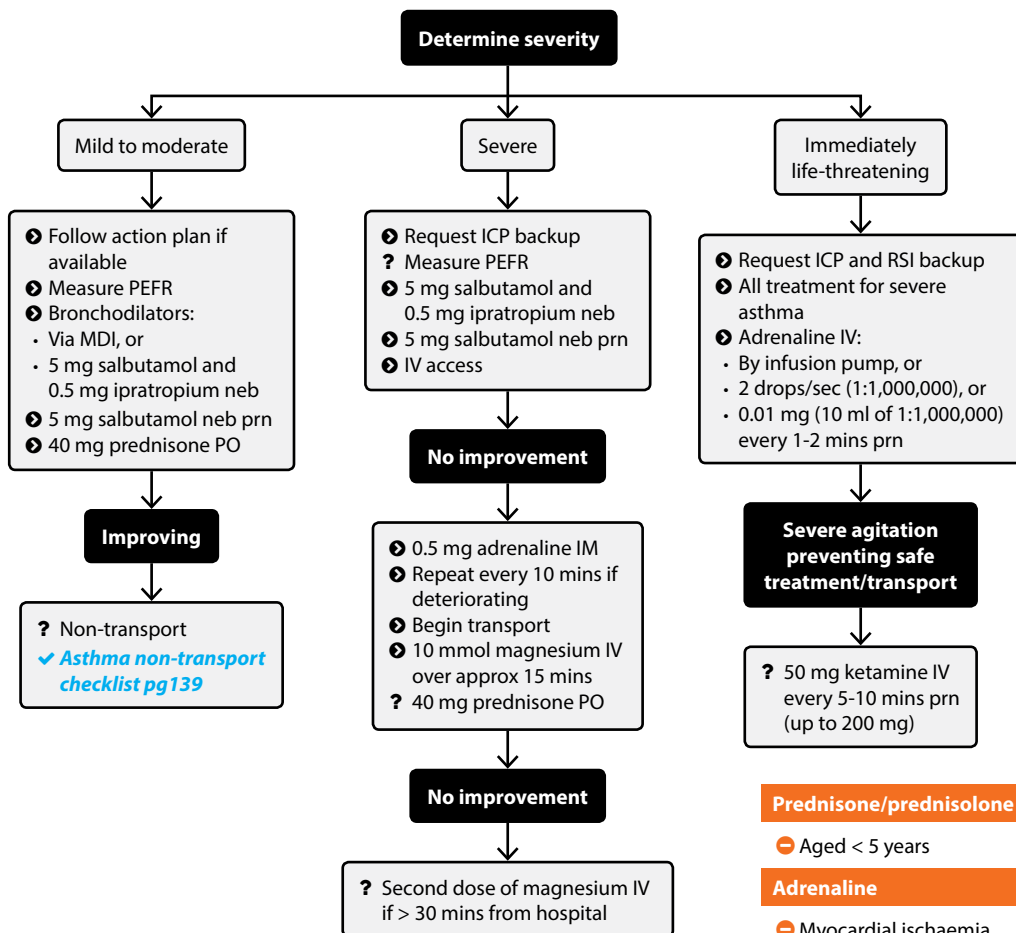 Determine severity
Mild to moderate
Follow action plan if
available
Measure PEFR
Bronchodilators:
• Via MDI, or
• 5 mg salbutamol and
0.5 mg ipratropium neb
5 mg salbutamol neb prn
40 mg prednisone PO
Improving
? Non-transport
✓ Asthma non-transport
checklist pg139
Severe
Request ICP backup
? Measure PEFR
5 mg salbutamol and
0.5 mg ipratropium neb
5 mg salbutamol neb prn
IV access
No improvement
0.5 mg adrenaline IM
Repeat every 10 mins if
deteriorating
Begin transport
10 mmol magnesium IV
over approx 15 mins
? 40 mg prednisone PO
No improvement
? Second dose of magnesium IV
if > 30 mins from hospital
Immediately
life-threatening
Request ICP and RSI backup
All treatment for severe
asthma
Adrenaline IV:
• By infusion pump, or
• 2 drops/sec (1:1,000,000), or
• 0.01 mg (10 ml of 1:1,000,000)
every 1-2 mins prn
Severe agitation
preventing safe
treatment/transport
? 50 mg ketamine IV
every 5-10 mins prn
(up to 200 mg)
Prednisone/prednisolone
Aged < 5 years
Adrenaline
Myocardial ischaemia